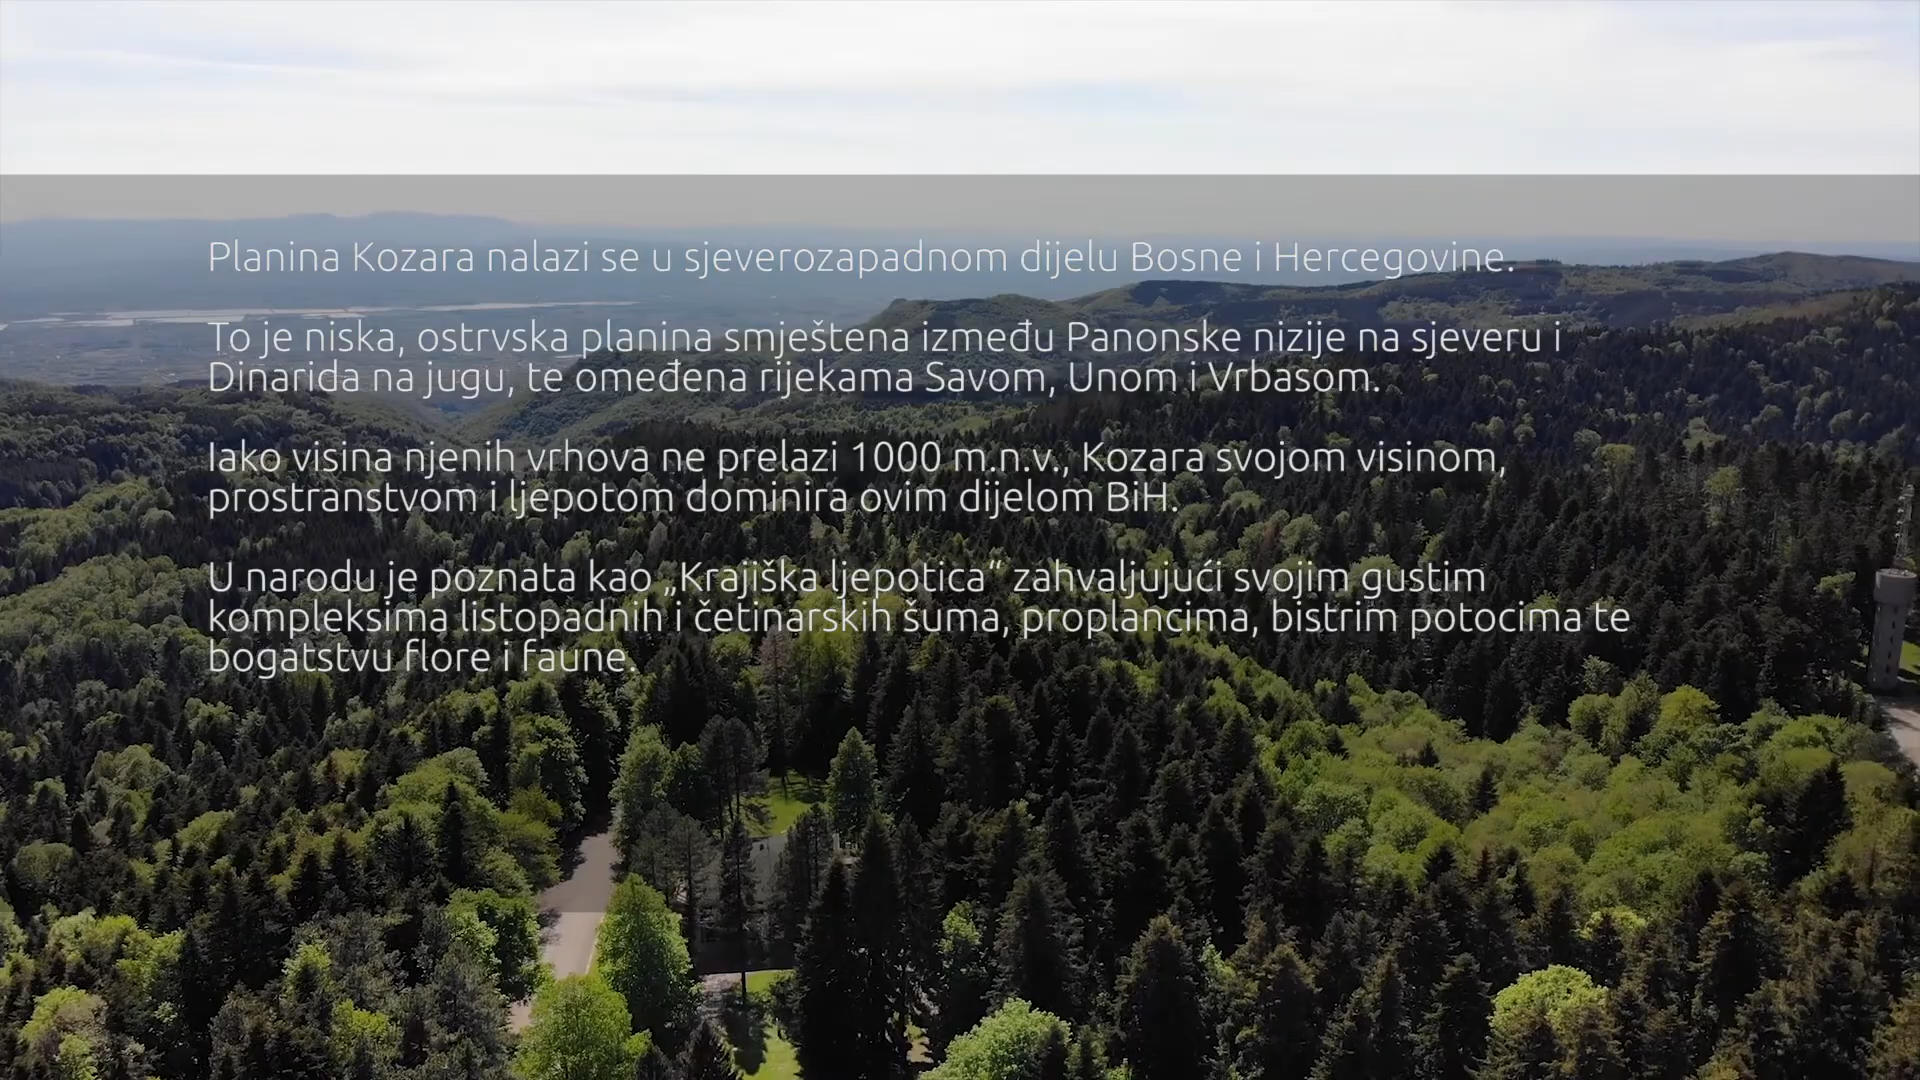 Planina Kozara nalazi se u sjeverozapadnom dijelu Bosne i Hercegovine.
To je niska, ostrvska planina smještena između Panonske nizije na sjeveru i
Dinarida na jugu, te omeđena rijekama Savom, Unom i Vrbasom.
Iako visina njenih vrhova ne prelazi 1000 m.n.v., Kozara svojom visinom,
prostranstvom i ljepotom dominira ovim dijelom BiH.
U narodu je poznata kao „Krajiška ljepotica“ zahvaljujući svojim gustim
kompleksima listopadnih i četinarskih šuma, proplancima, bistrim potocima te
bogatstvu flore i faune.